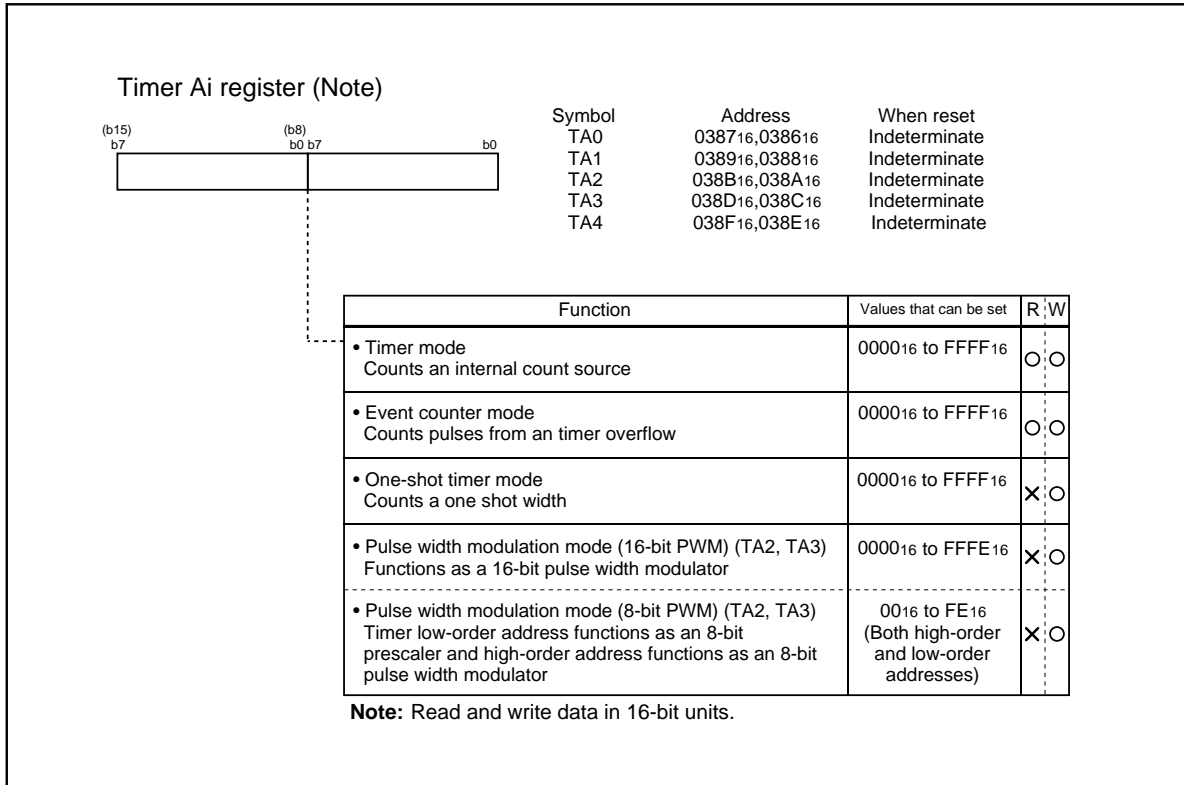 Timer Ai register (Note)
Symbol Address When reset
(b15) (b8)
b7 b0 b7 b0
TA0 038716,038616 Indeterminate
TA1 038916,038816 Indeterminate
TA2 038B16,038A16 Indeterminate
TA3 038D16,038C16 Indeterminate
TA4 038F16,038E16 Indeterminate
Function Values that can be set R W
• Timer mode 000016 to FFFF16
Counts an internal count source
• Event counter mode 000016 to FFFF16
Counts pulses from an timer overflow
• One-shot timer mode 000016 to FFFF16
Counts a one shot width
• Pulse width modulation mode (16-bit PWM) (TA2, TA3) 000016 to FFFE16
Functions as a 16-bit pulse width modulator
• Pulse width modulation mode (8-bit PWM) (TA2, TA3) 0016 to FE16
Timer low-order address functions as an 8-bit (Both high-order
prescaler and high-order address functions as an 8-bit and low-order
pulse width modulator addresses)
Note: Read and write data in 16-bit units.